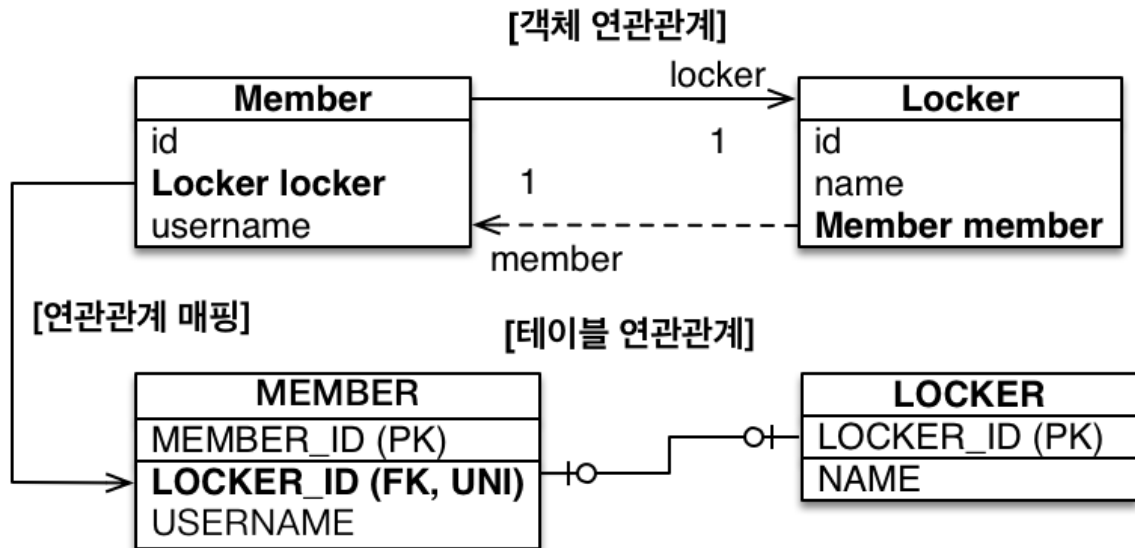 [객체 연관관계]
Member
id
Locker locker
username
locker
1
1
member
Locker
id
name
Member member
[연관관계 매핑]
[테이블 연관관계]
MEMBER
MEMBER_ID (PK)
LOCKER_ID (FK, UNI)
USERNAME
LOCKER
LOCKER_ID (PK)
NAME